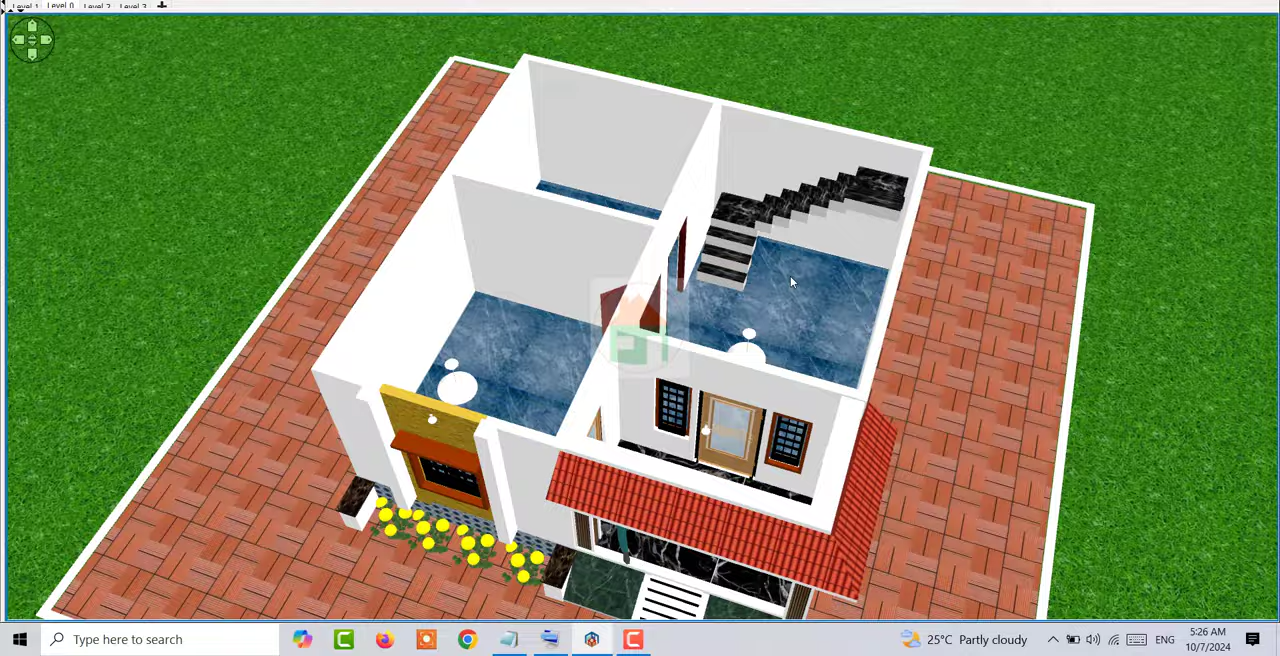 Level 1 Level 0 Level 2 Level 3
Type here to search
25°C Partly cloudy
ENG
5:26 AM
10/7/2024